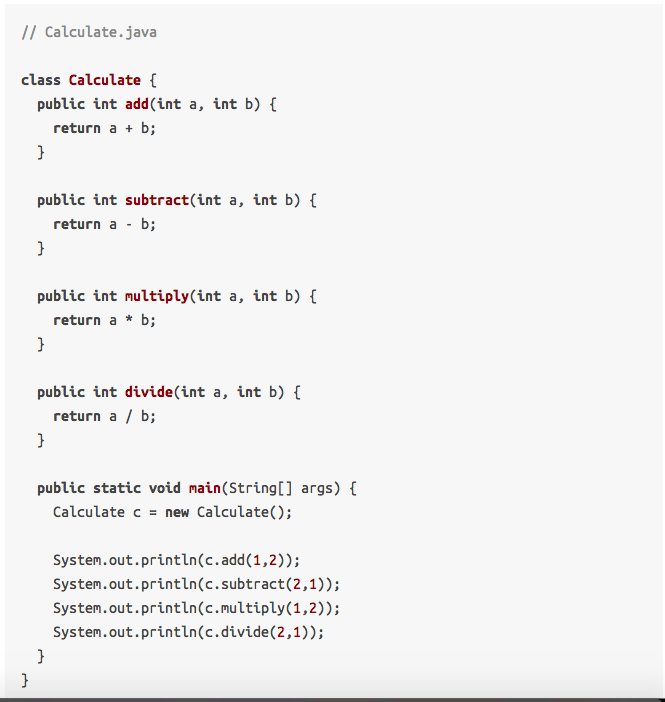 // Calculate.java
class Calculate {
  public int add(int a, int b) {
    return a + b;
  }
  public int subtract(int a, int b) {
    return a - b;
  }
  public int multiply(int a, int b) {
    return a * b;
  }
  public int divide(int a, int b) {
    return a / b;
  }
  public static void main(String[] args) {
    Calculate c = new Calculate();
    System.out.println(c.add(1,2));
    System.out.println(c.subtract(2,1));
    System.out.println(c.multiply(1,2));
    System.out.println(c.divide(2,1));
  }
}